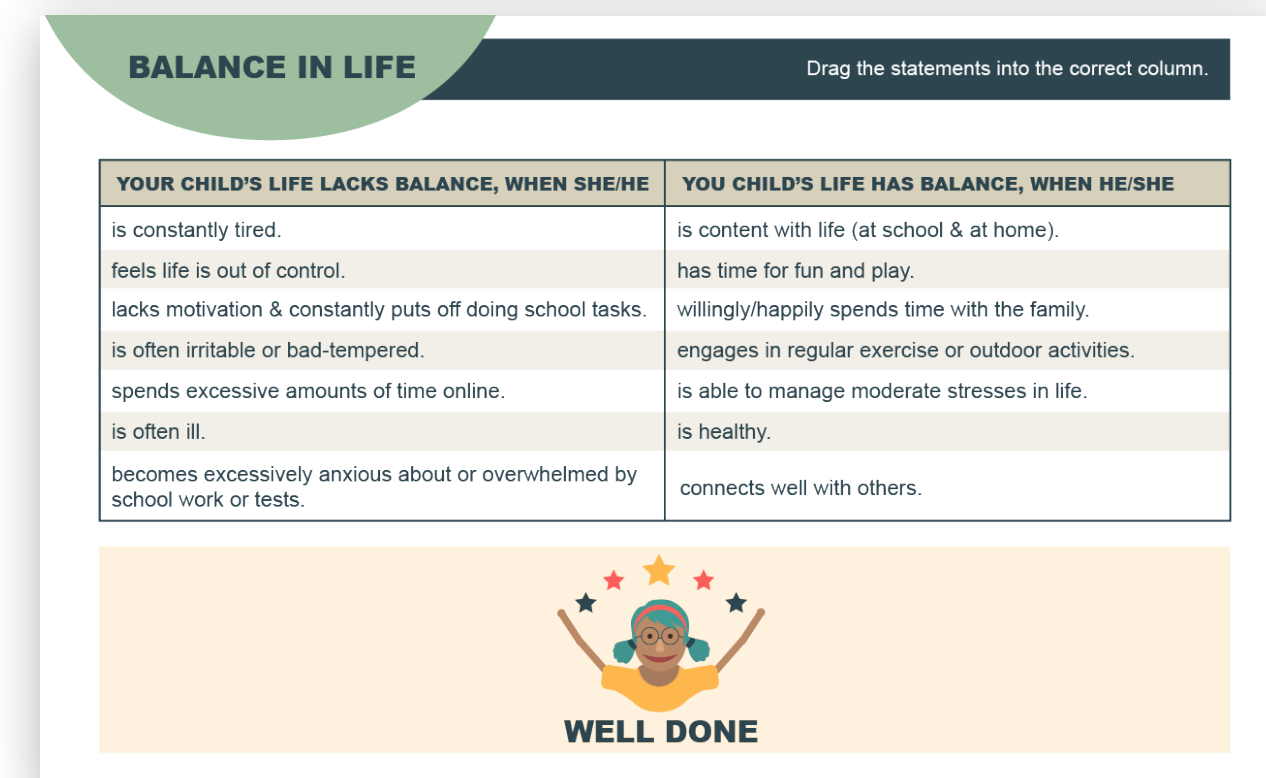 BALANCE IN LIFE
Drag the statements into the correct column.
YOUR CHILD'S LIFE LACKS BALANCE, WHEN SHE/HE
YOU CHILD'S LIFE HAS BALANCE, WHEN HE/SHE
is constantly tired.
is content with life (at school & at home).
feels life is out of control.
has time for fun and play.
lacks motivation & constantly puts off doing school tasks.
willingly/happily spends time with the family.
is often irritable or bad-tempered.
engages in regular exercise or outdoor activities.
spends excessive amounts of time online.
is able to manage moderate stresses in life.
is often ill.
is healthy.
becomes excessively anxious about or overwhelmed by
school work or tests.
connects well with others.
WELL DONE